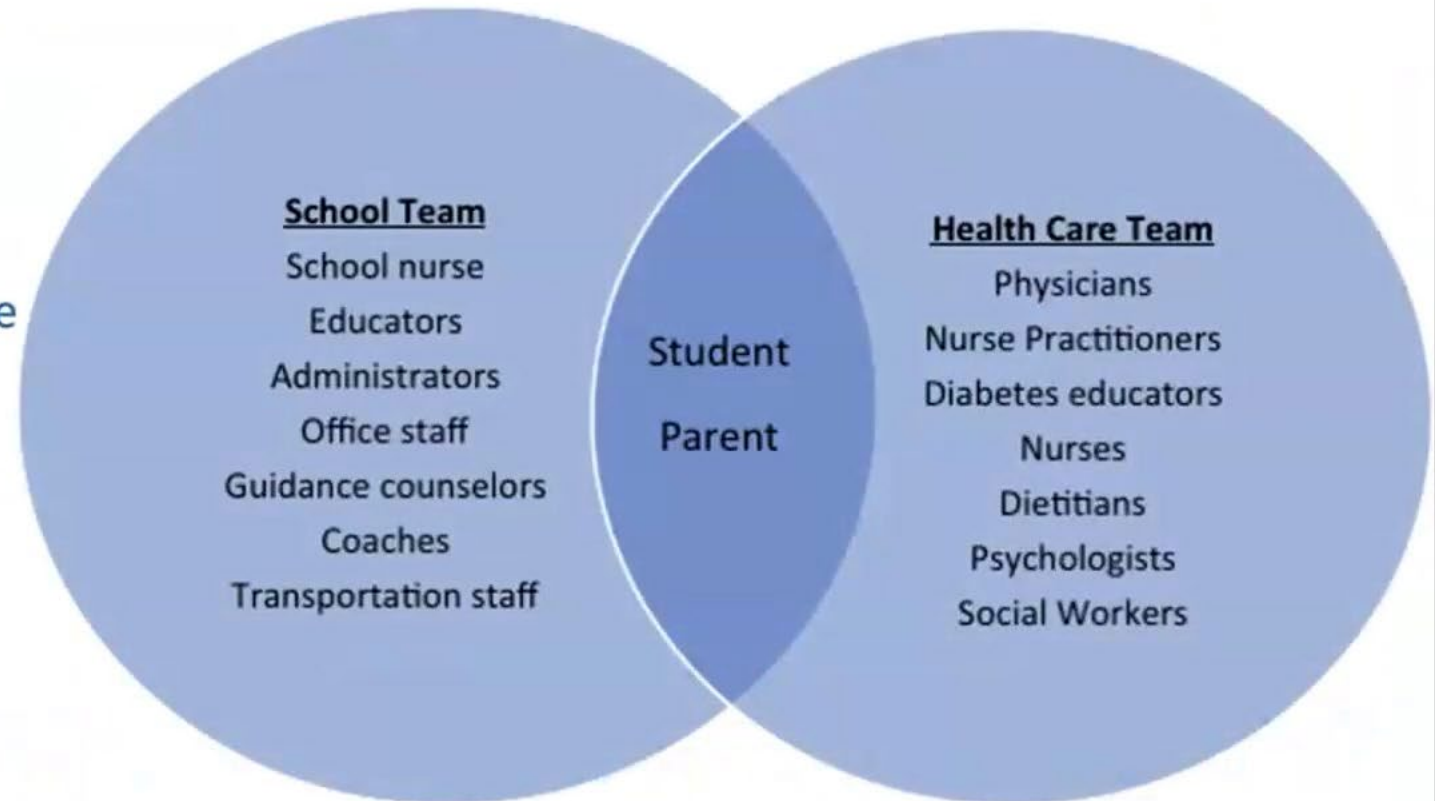 School Team
School nurse
Educators
Administrators
Office staff
Guidance counselors
Coaches
Transportation staff
Student
Parent
Health Care Team
Physicians
Nurse Practitioners
Diabetes educators
Nurses
Dietitians
Psychologists
Social Workers